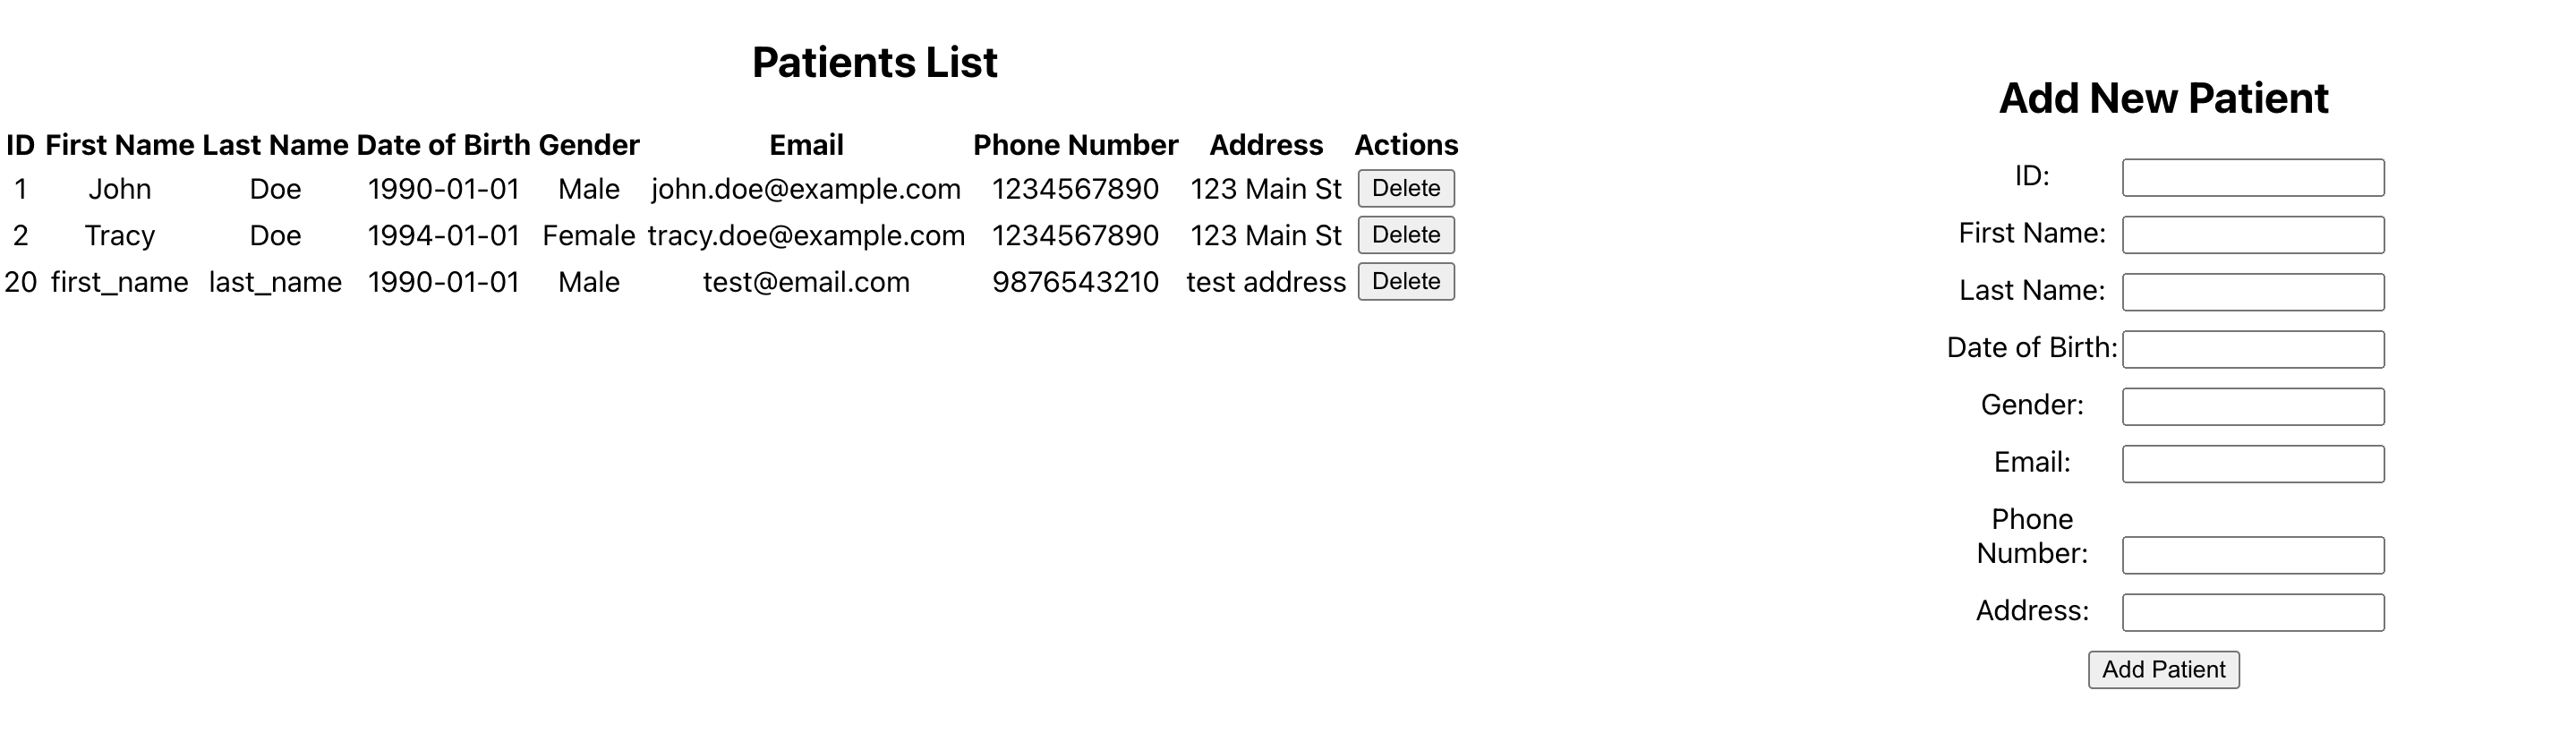 Patients List
ID First Name Last Name Date of Birth Gender Email Phone Number Address Actions
1 John Doe 1990-01-01 Male john.doe@example.com 1234567890 123 Main St Delete
2 Tracy Doe 1994-01-01 Female tracy.doe@example.com 1234567890 123 Main St Delete
20 first_name last_name 1990-01-01 Male test@email.com 9876543210 test address Delete
Add New Patient
ID:
First Name:
Last Name:
Date of Birth:
Gender:
Email:
Phone
Number:
Address:
Add Patient